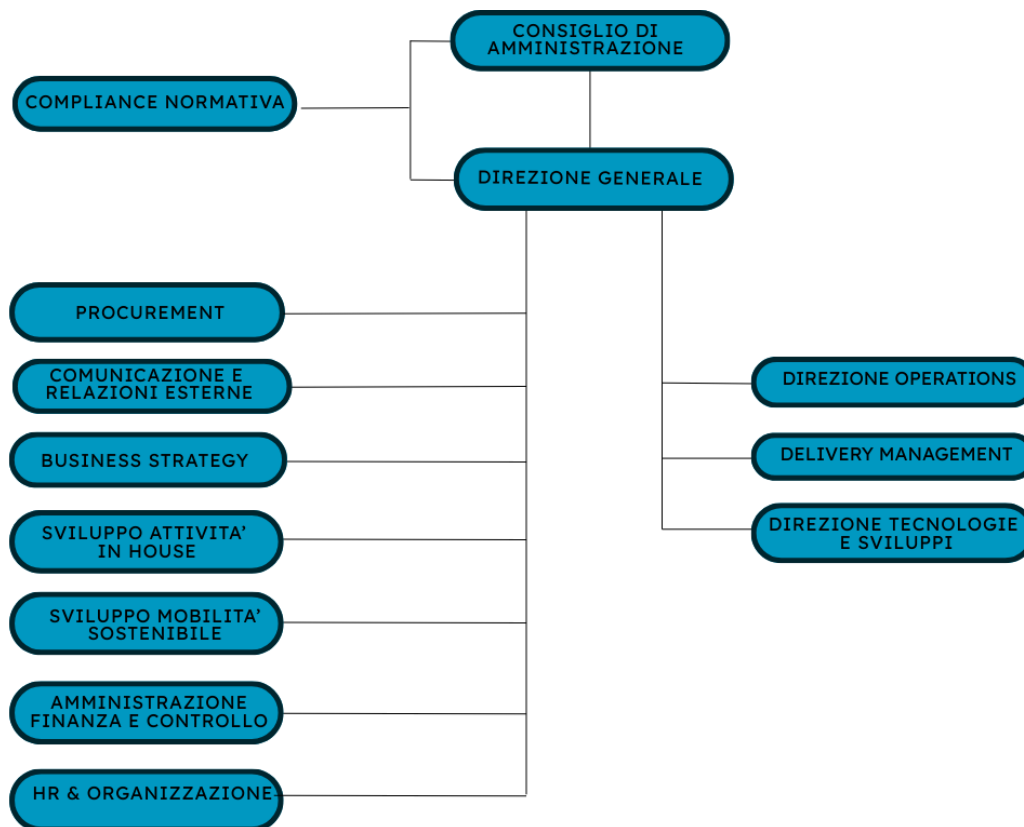 CONSIGLIO DI
AMMINISTRAZIONE
COMPLIANCE NORMATIVA
DIREZIONE GENERALE
PROCUREMENT
COMUNICAZIONE E
RELAZIONI ESTERNE
BUSINESS STRATEGY
SVILUPPO ATTIVITA’
IN HOUSE
SVILUPPO MOBILITA’
SOSTENIBILE
AMMINISTRAZIONE
FINANZA E CONTROLLO
HR & ORGANIZZAZIONE
DIREZIONE OPERATIONS
DELIVERY MANAGEMENT
DIREZIONE TECNOLOGIE
E SVILUPPI